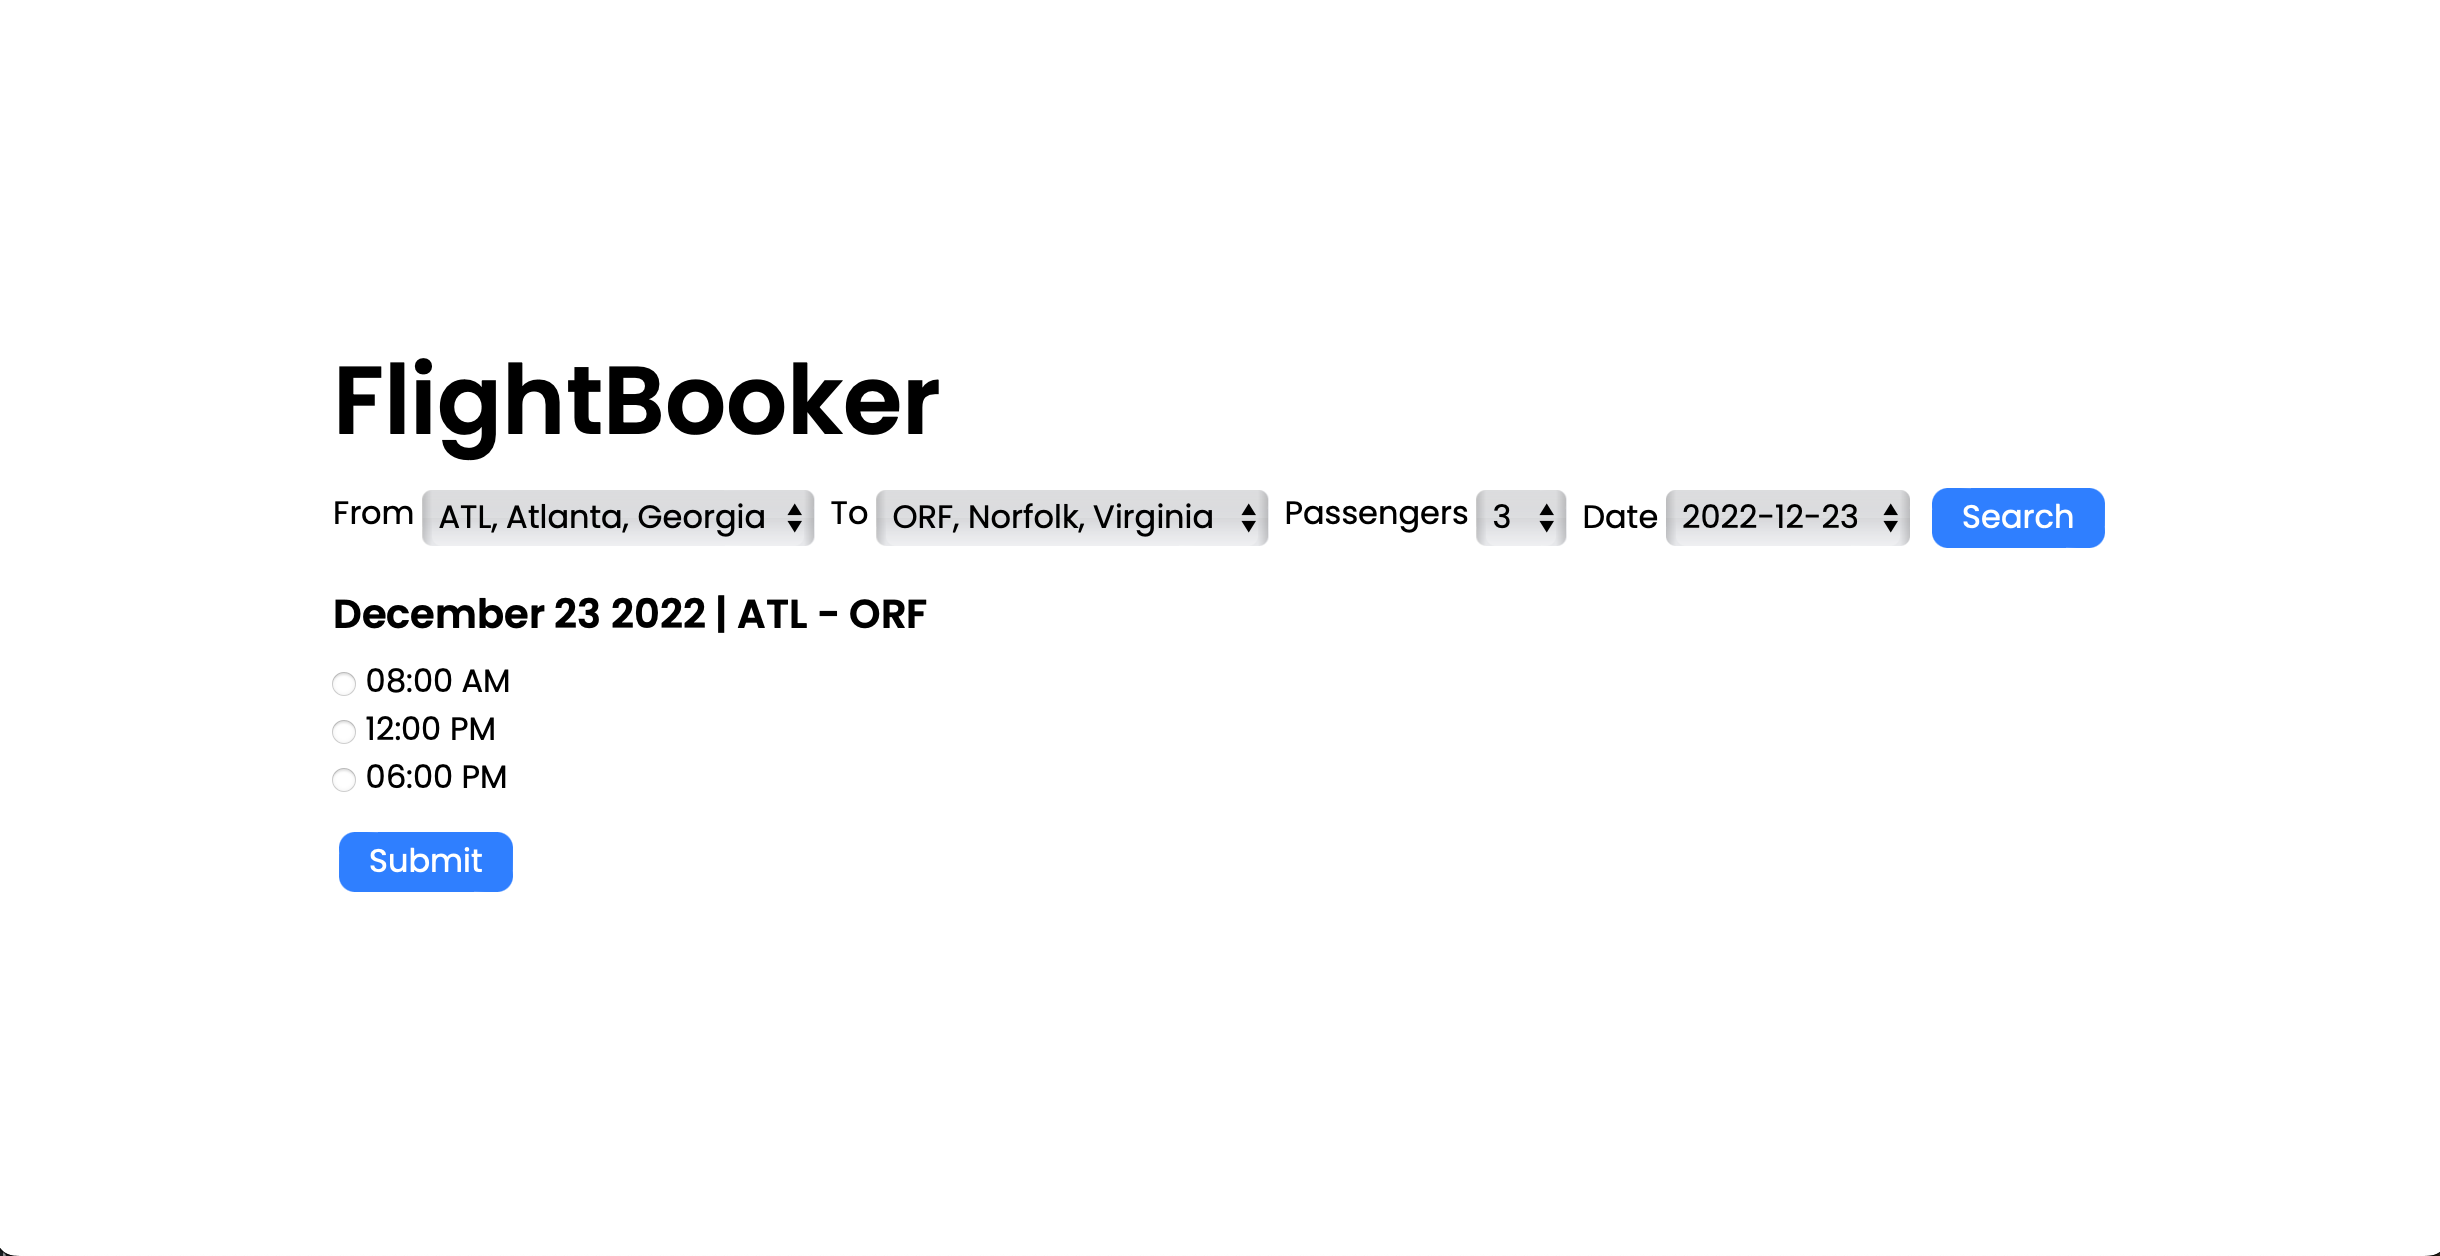 FlightBooker
From ATL, Atlanta, Georgia To ORF, Norfolk, Virginia Passengers 3 Date 2022-12-23 Search
December 23 2022 | ATL - ORF
08:00 AM
12:00 PM
06:00 PM
Submit